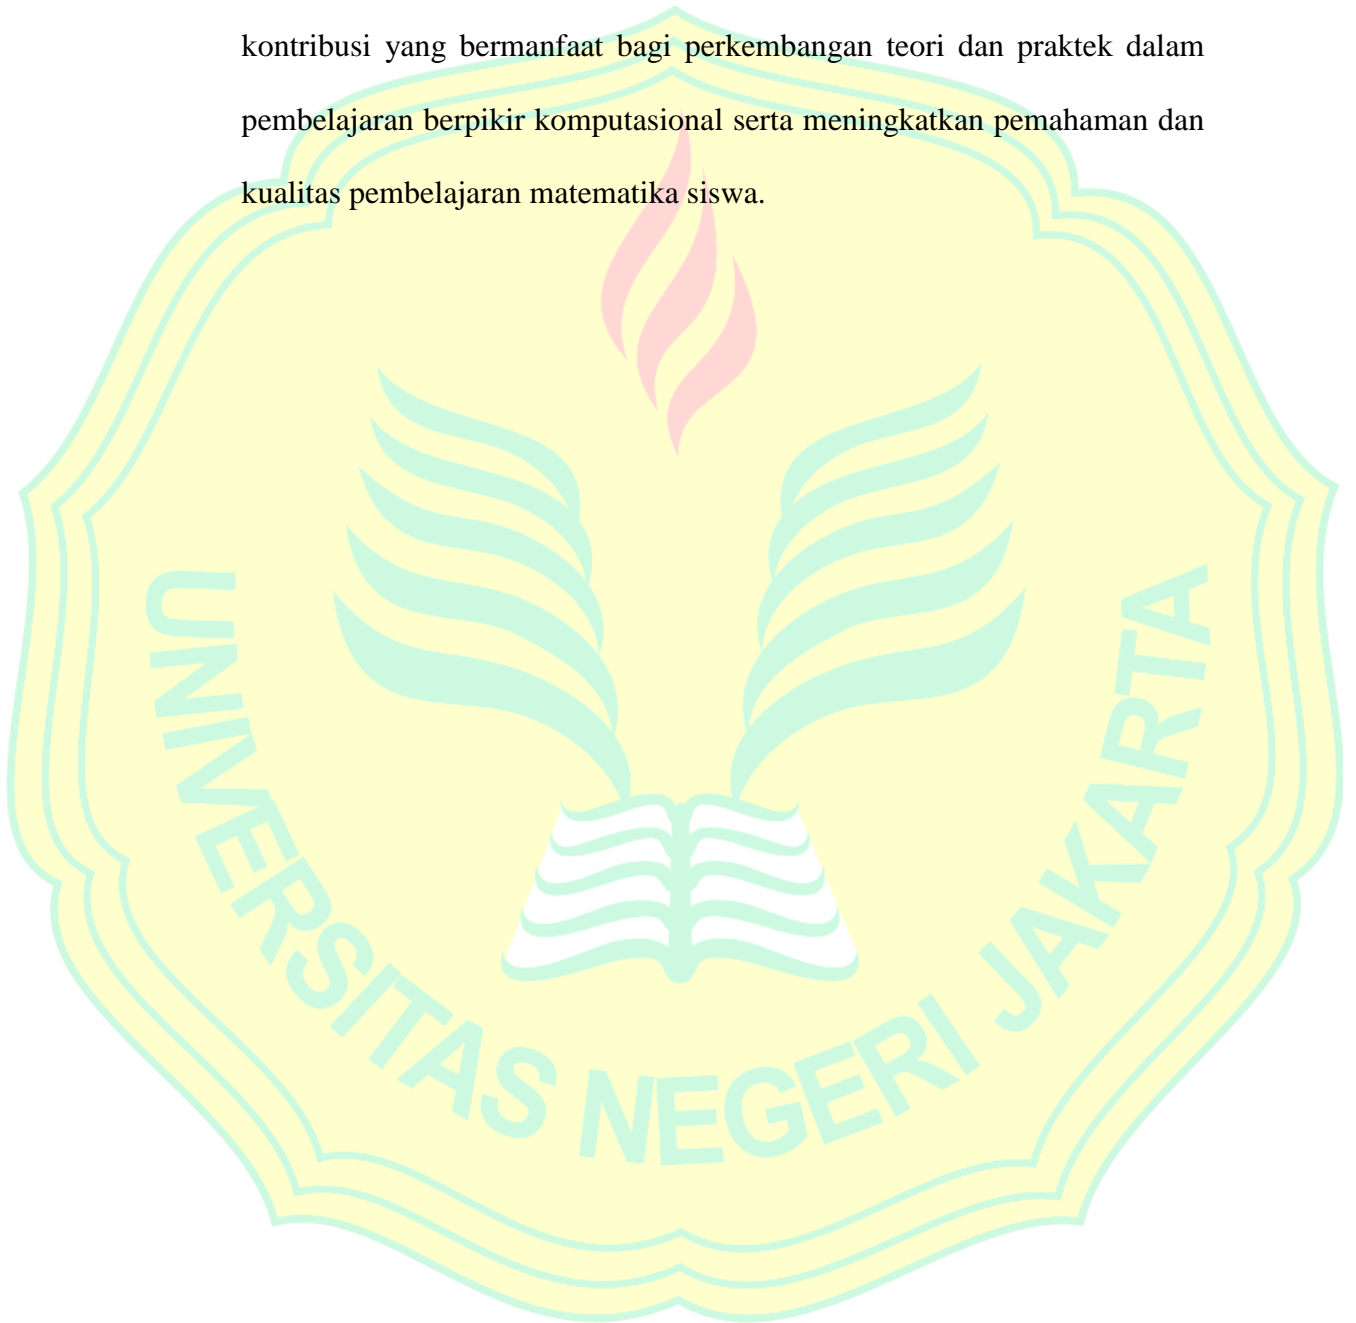 kontribusi yang bermanfaat bagi perkembangan teori dan praktek dalam
pembelajaran berpikir komputasional serta meningkatkan pemahaman dan
kualitas pembelajaran matematika siswa.
UNIVERSITAS NEGERI JAKARTA